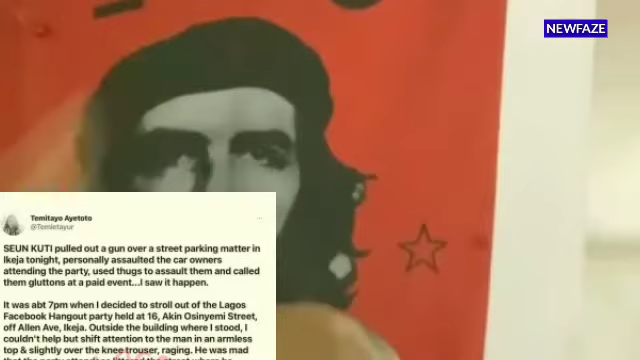 NEWFAZE
Temitayo Ayetoto
SEUN KUTI pulled out a gun over a street parking matter in
Ikeja tonight, personally assaulted the car owners
attending the party, used thugs to assault them and called
them gluttons at a paid event...I saw it happen.
It was abt 7pm when I decided to stroll out of the Lagos
Facebook Hangout party held at 16, Akin Osinyemi Street,
off Allen Ave, Ikeja. Outside the building where I stood, I
couldn't help but shift attention to the man in an armless
top & slightly over the knee trouser, raging. He was mad